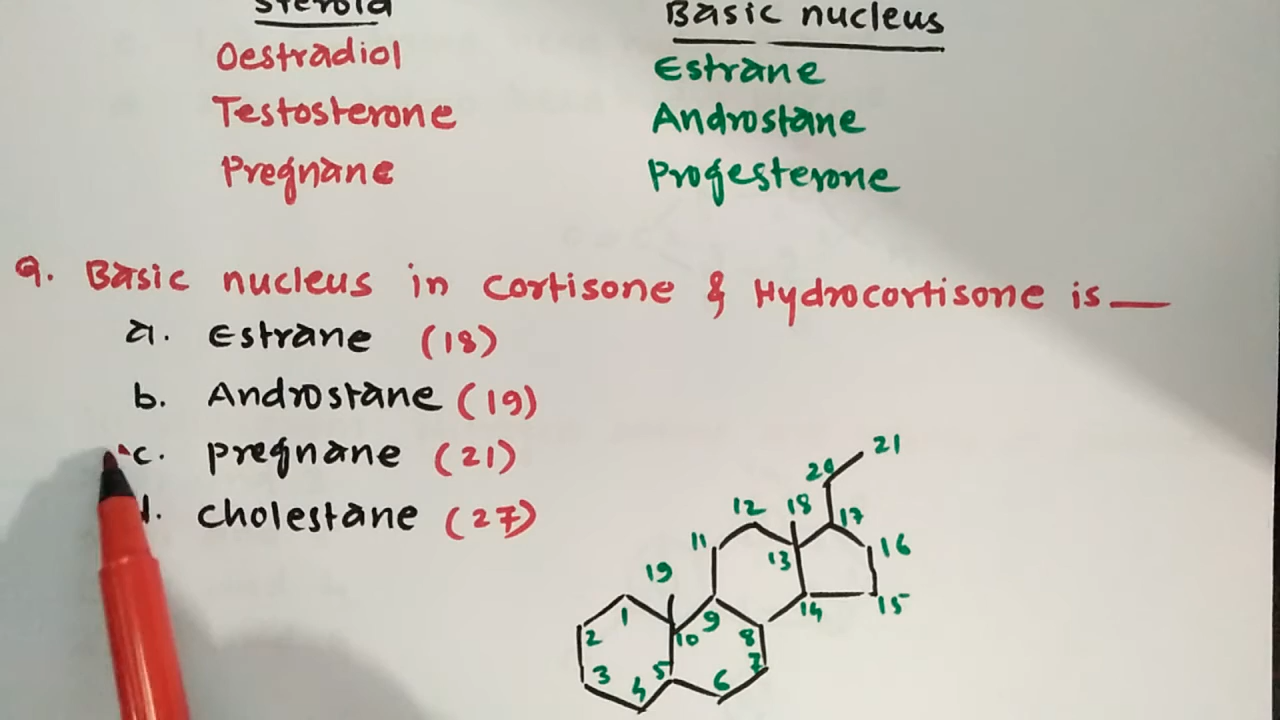 Steroid Basic nucleus
Oestradiol Estrane
Testosterone Androstane
Pregnane Progesterone
Q. Basic nucleus in cortisone & Hydrocortisone is —
a. Estrane (18)
b. Androstane (19)
c. Pregnane (21)
d. Cholestane (27)
21
20
12 18 17
11 13 16
19 14 15
1 9
2 10 8
3 5 7
4 6